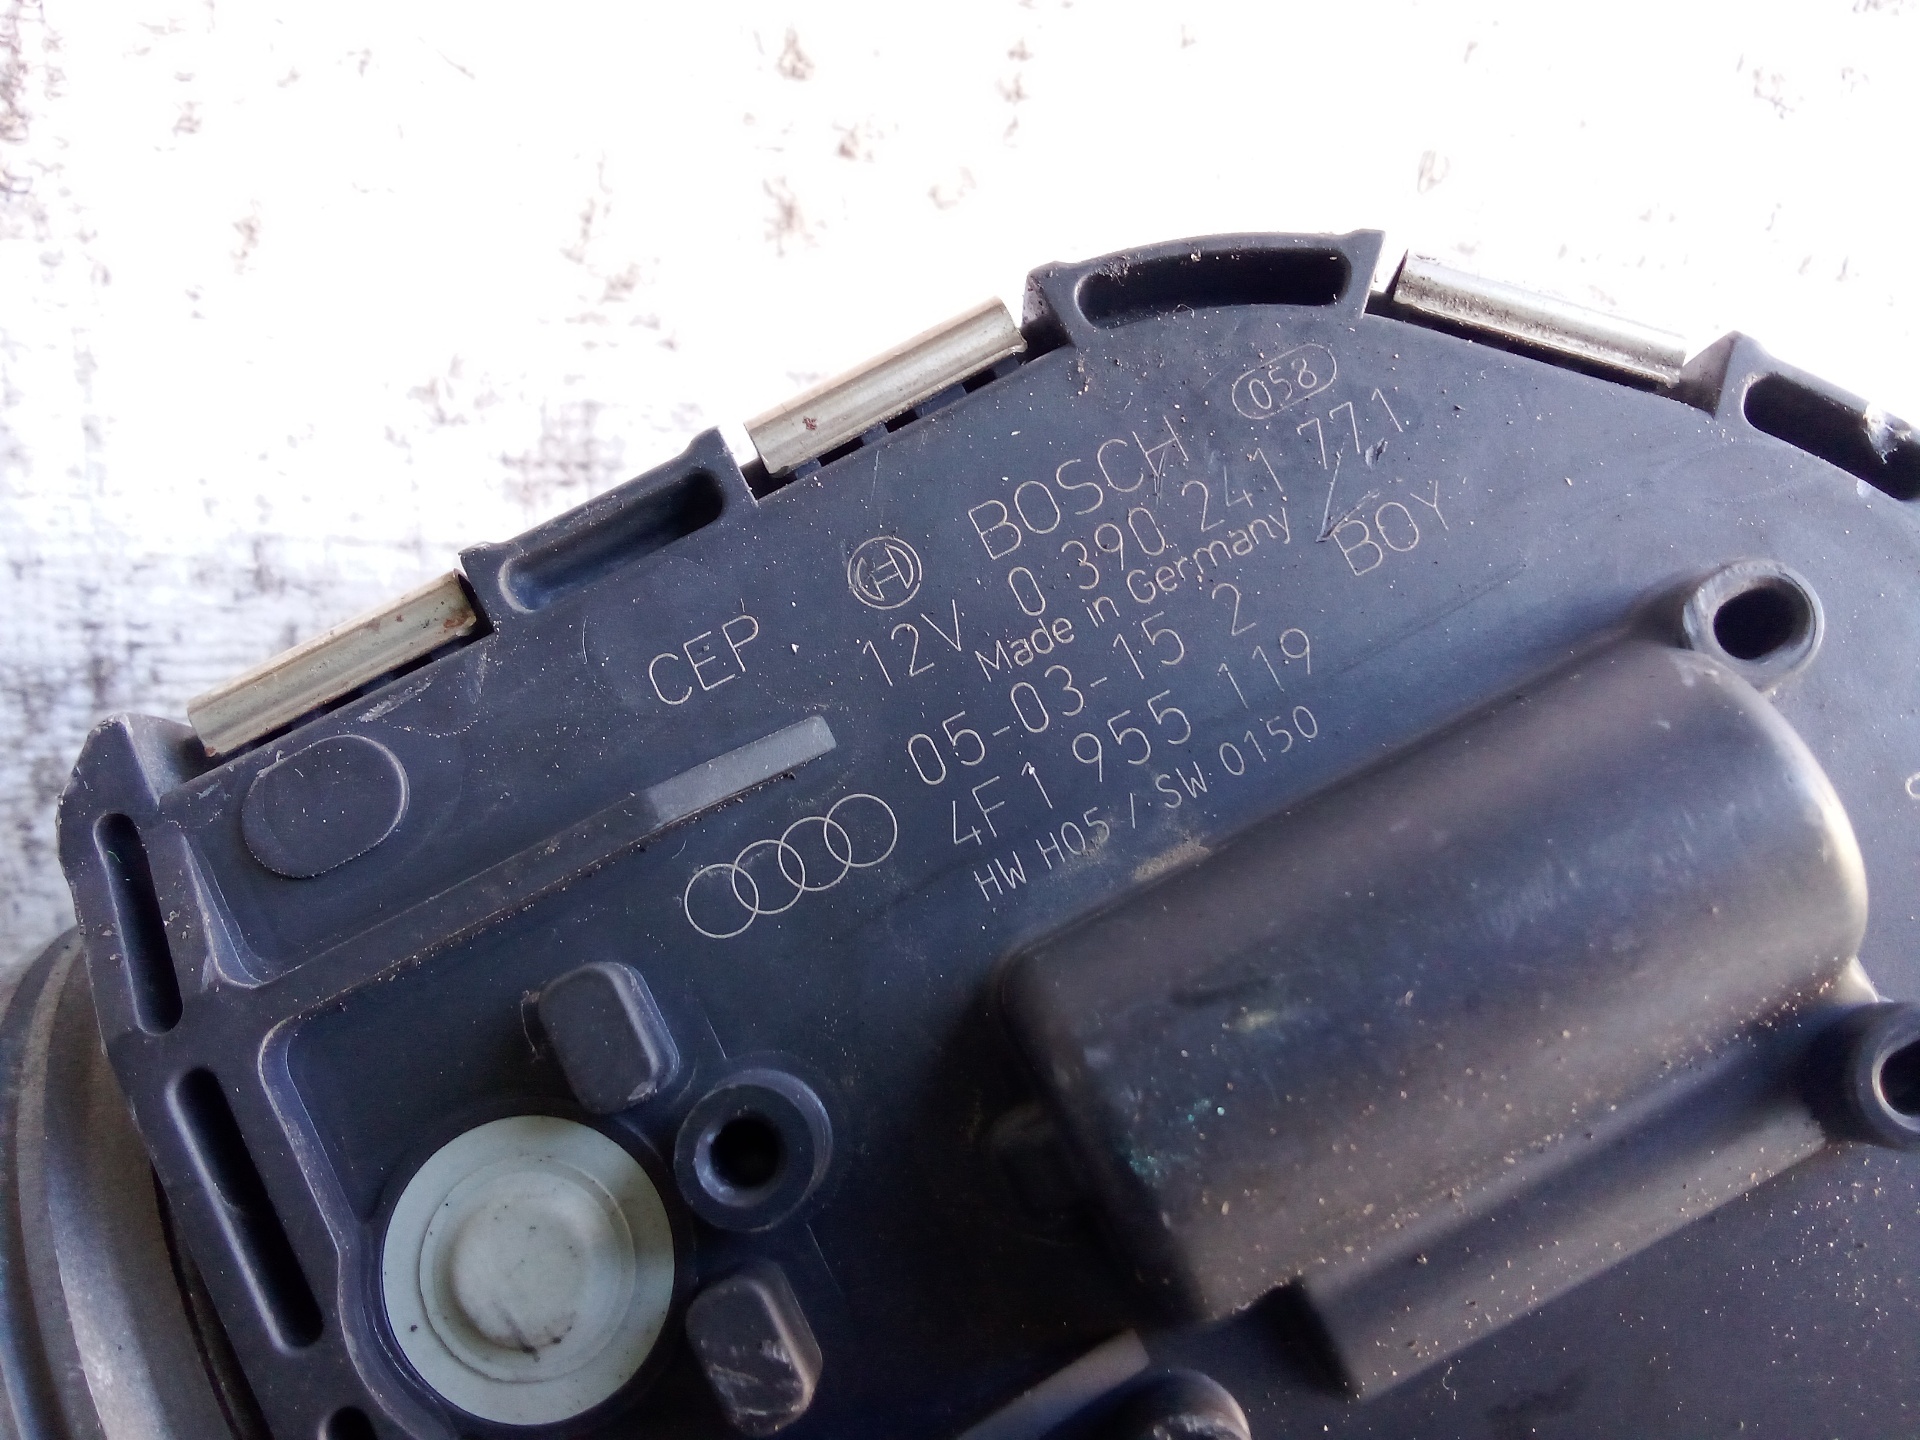 058
BOSCH
CEP 12V 0 390 241 771
Made in Germany BOY
05-03-15 2
4F1 955 119
HW H05 / SW 0150